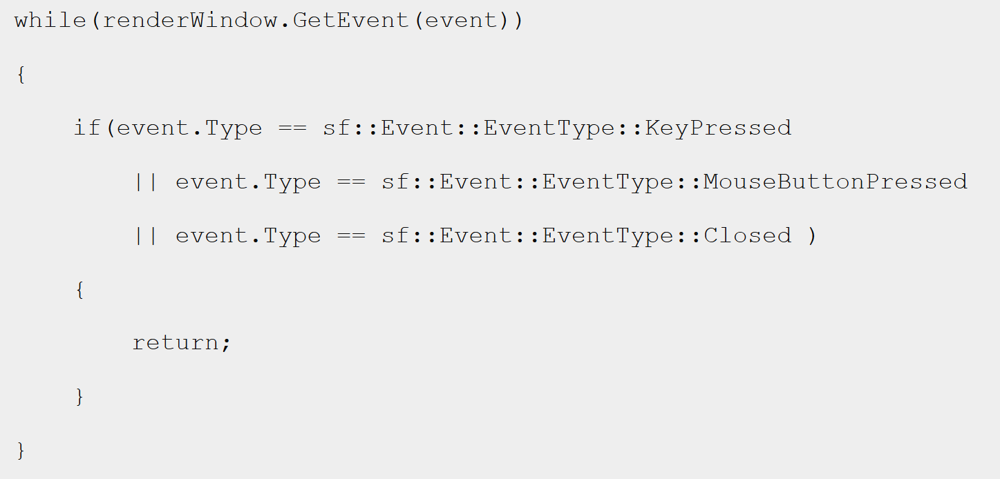 while(renderWindow.GetEvent(event))
{
if(event.Type == sf::Event::EventType::KeyPressed
|| event.Type == sf::Event::EventType::MouseButtonPressed
|| event.Type == sf::Event::EventType::Closed )
{
return;
}
}